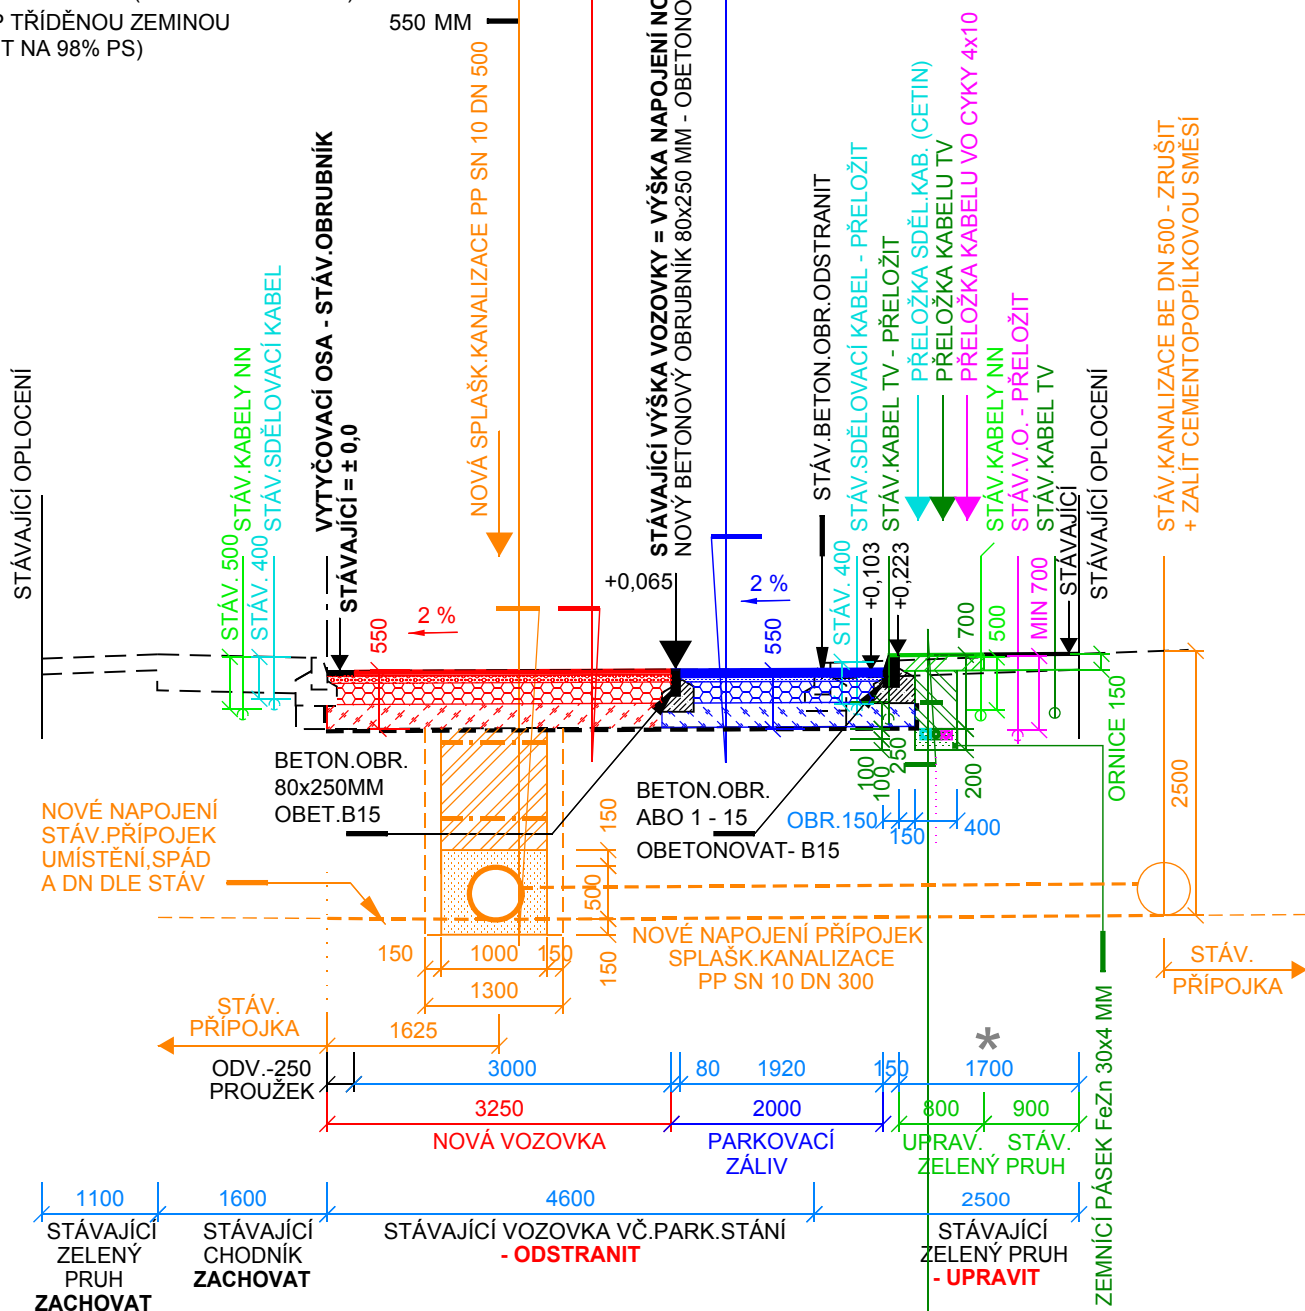 P TŘÍDĚNOU ZEMINOU
T NA 98% PS)
550 MM
NOVÁ SPLAŠK.KANALIZACE PP SN 10 DN 500
STÁVAJÍCÍ VÝŠKA VOZOVKY = VÝŠKA NAPOJENÍ NO
NOVÝ BETONOVÝ OBRUBNÍK 80x250 MM - OBETONO
STÁV.BETON.OBR.ODSTRANIT
STÁV.SDĚLOVACÍ KABEL - PŘELOŽIT
STÁV.KABEL TV - PŘELOŽIT
PŘELOŽKA SDĚL.KAB. (CETIN)
PŘELOŽKA KABELU TV
PŘELOŽKA KABELU VO CYKY 4x10
STÁV.KABELY NN
STÁV.V.O. - PŘELOŽIT
STÁV.KABEL TV
STÁVAJÍCÍ
STÁVAJÍCÍ OPLOCENÍ
STÁV.KANALIZACE BE DN 500 - ZRUŠIT
+ ZALÍT CEMENTOPOPÍLKOVOU SMĚSÍ
STÁVAJÍCÍ OPLOCENÍ
STÁV.KABELY NN
STÁV.SDĚLOVACÍ KABEL
STÁV. 500
STÁV. 400
VYTYČOVACÍ OSA - STÁV.OBRUBNÍK
STÁVAJÍCÍ = ± 0,0
550
2 %
+0,065
2 %
550
STÁV. 400
+0,103
+0,223
700
500
MIN 700
ORNICE 150
2500
100
100
250
200
BETON.OBR.
80x250MM
OBET.B15
BETON.OBR.
ABO 1 - 15
OBETONOVAT- B15
OBR.150
150
400
NOVÉ NAPOJENÍ
STÁV.PŘÍPOJEK
UMÍSTĚNÍ,SPÁD
A DN DLE STÁV
150
500
150
NOVÉ NAPOJENÍ PŘÍPOJEK
SPLAŠK.KANALIZACE
PP SN 10 DN 300
150
1000
150
1300
STÁV.
PŘÍPOJKA
STÁV.
PŘÍPOJKA
1625
ODV.-250
PROUŽEK
3000
80
1920
150
*
1700
3250
2000
800
900
NOVÁ VOZOVKA
PARKOVACÍ
ZÁLIV
UPRAV.
STÁV.
ZELENÝ PRUH
ZEMNÍCÍ PÁSEK FeZn 30x4 MM
1100
1600
4600
2500
STÁVAJÍCÍ
ZELENÝ
PRUH
ZACHOVAT
STÁVAJÍCÍ
CHODNÍK
ZACHOVAT
STÁVAJÍCÍ VOZOVKA VČ.PARK.STÁNÍ
- ODSTRANIT
STÁVAJÍCÍ
ZELENÝ PRUH
- UPRAVIT